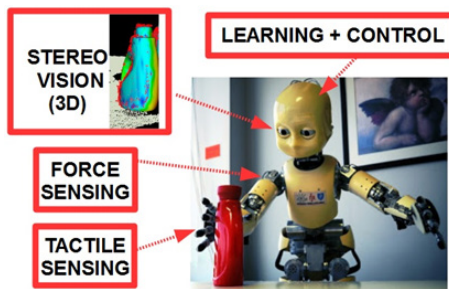 STEREO
VISION
(3D)
LEARNING + CONTROL
FORCE
SENSING
TACTILE
SENSING